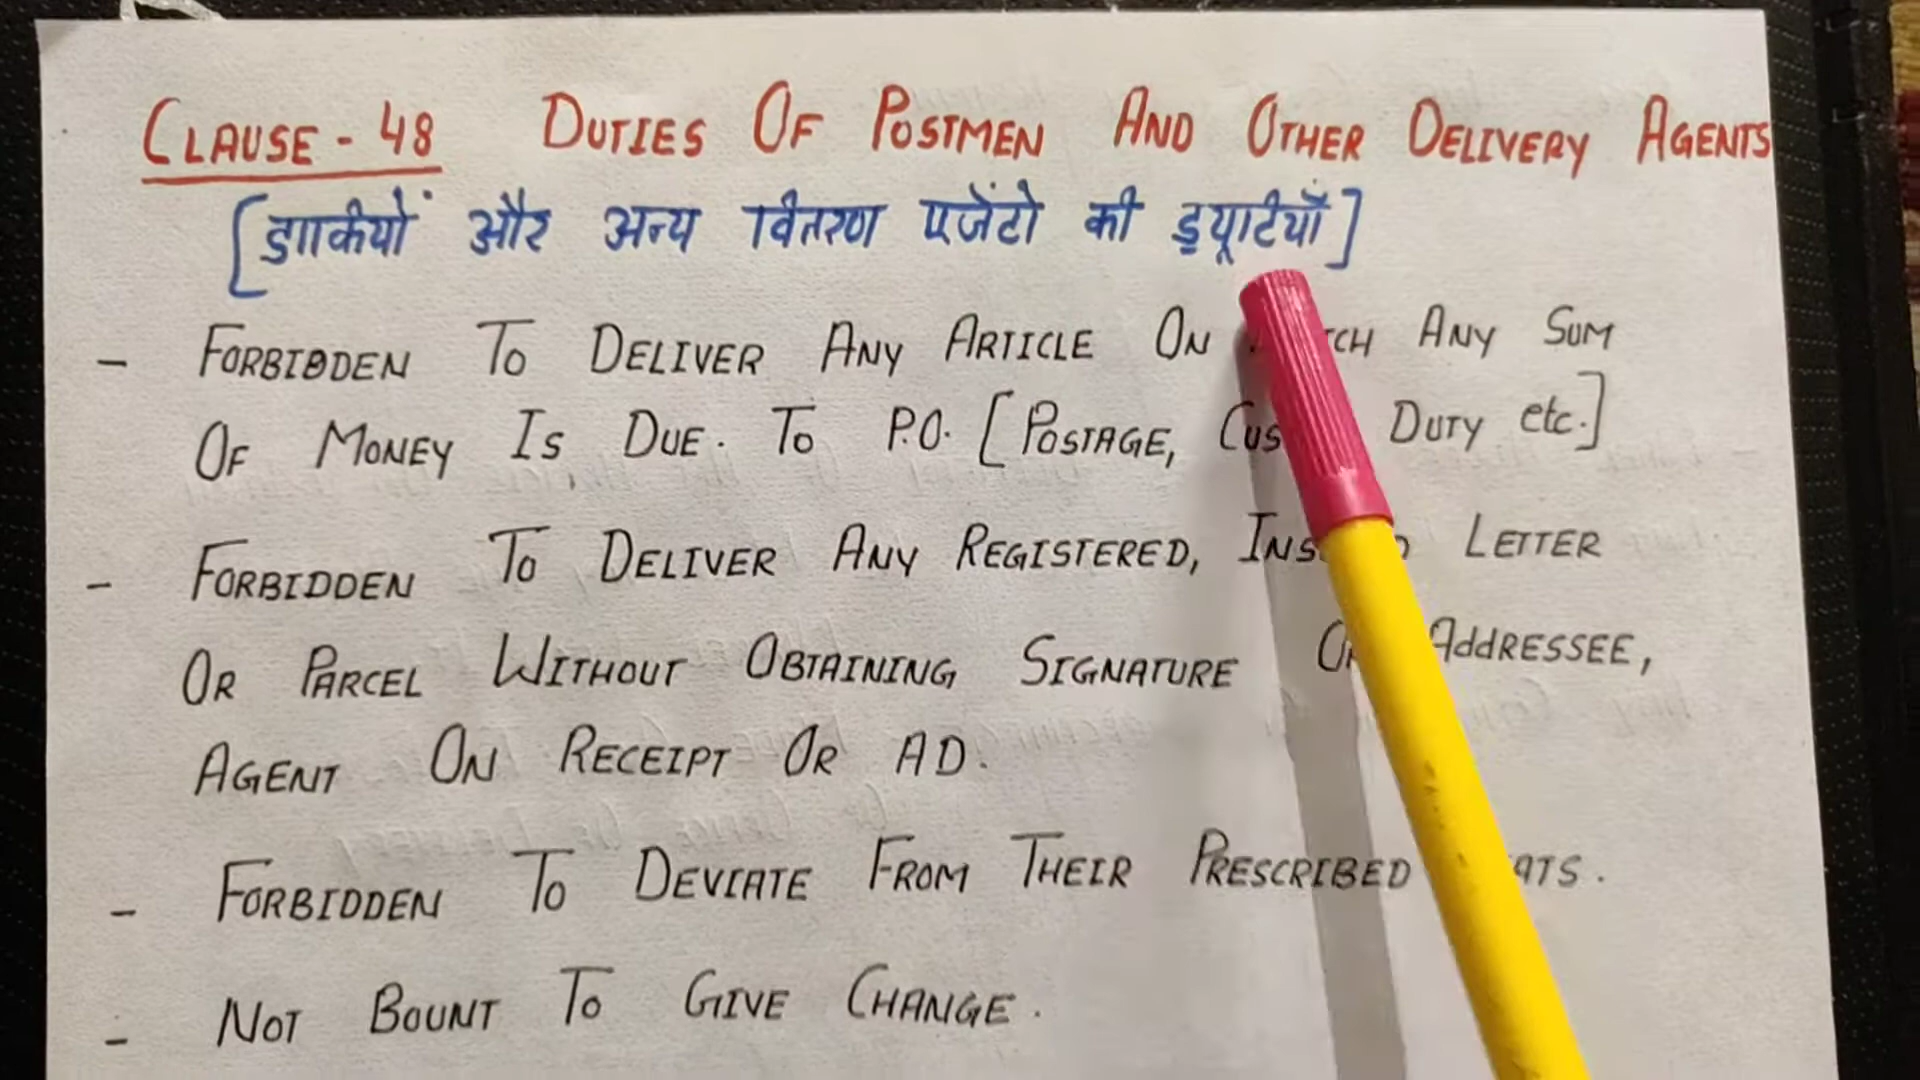 CLAUSE - 48 DUTIES OF POSTMEN AND OTHER DELIVERY AGENTS
[डाकीयों और अन्य वितरण एजेंटो की ड्यूटीयाँ]
- FORBIDDEN TO DELIVER ANY ARTICLE ON ANY SUM
OF MONEY IS DUE. TO P.O. [POSTAGE, DUTY etc.]
- FORBIDDEN TO DELIVER ANY REGISTERED, LETTER
OR PARCEL WITHOUT OBTAINING SIGNATURE ADDRESSEE,
AGENT ON RECEIPT OR AD.
- FORBIDDEN TO DEVIATE FROM THEIR PRESCRIBED
- NOT BOUNT TO GIVE CHANGE.